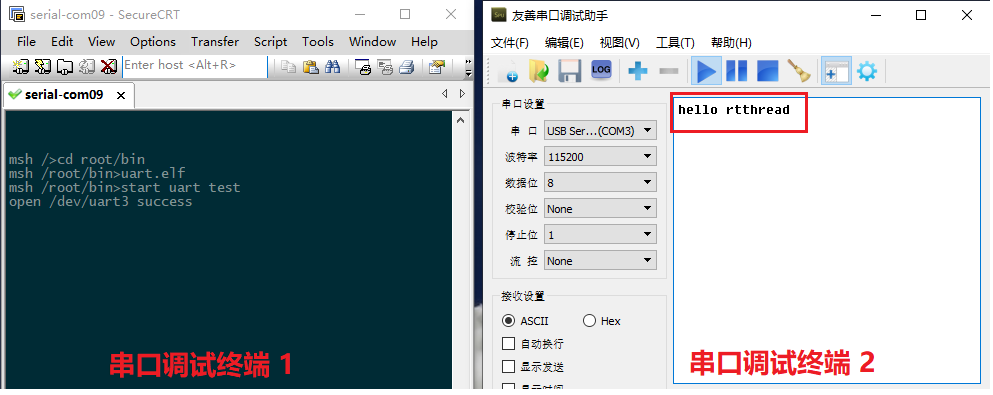 serial-com09 - SecureCRT
File Edit View Options Transfer Script Tools Window Help
Enter host <Alt+R>
serial-com09
msh />cd root/bin
msh /root/bin>uart.elf
msh /root/bin>start uart test
open /dev/uart3 success
串口调试终端 1
友善串口调试助手
文件(F) 编辑(E) 视图(V) 工具(T) 帮助(H)
LOG
串口设置
串 口 USB Ser...(COM3)
波特率 115200
数据位 8
校验位 None
停止位 1
流 控 None
接收设置
ASCII Hex
自动换行
显示发送
显示时间
hello rtthread
串口调试终端 2